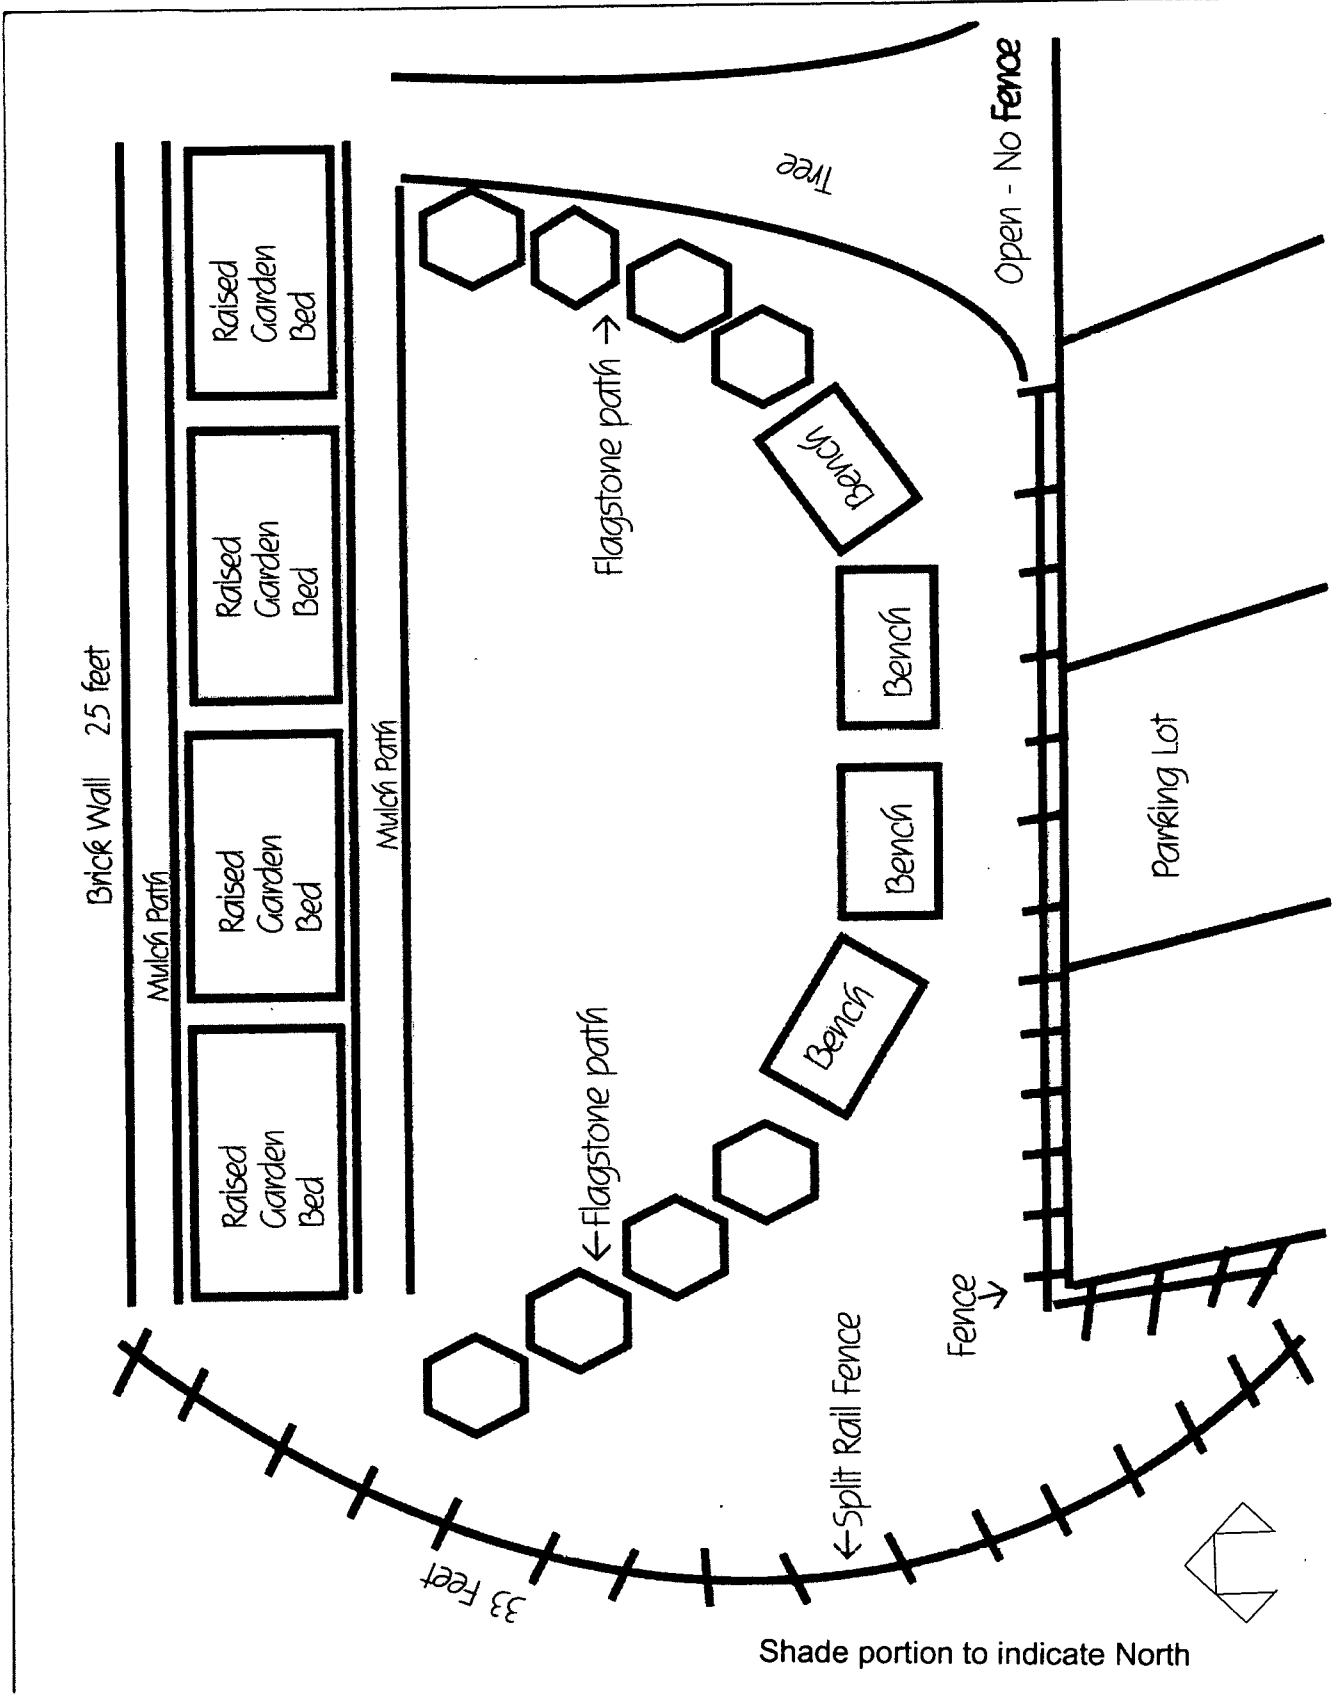 Tree
Open - No Fence
Raised
Garden
Bed
Flagstone path →
Bench
Raised
Garden
Bed
Bench
Brick Wall 25 feet
Mulch Path
Mulch Path
Raised
Garden
Bed
Bench
Parking Lot
Bench
Raised
Garden
Bed
←Flagstone path
Fence
←Split Rail Fence
33 Feet
Shade portion to indicate North